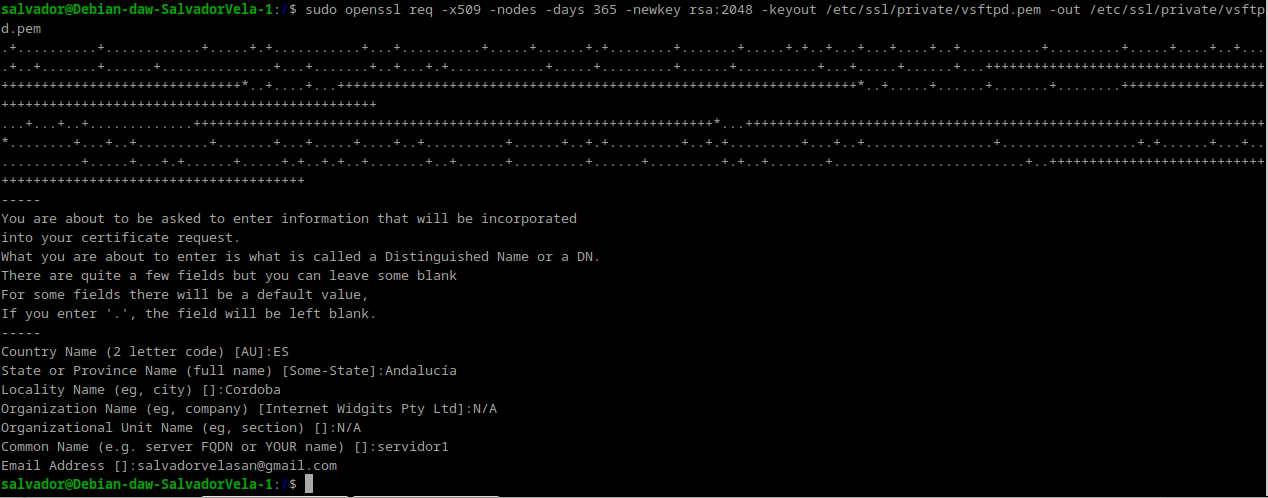 salvador@Debian-daw-SalvadorVela-1:/$ sudo openssl req -x509 -nodes -days 365 -newkey rsa:2048 -keyout /etc/ssl/private/vsftpd.pem -out /etc/ssl/private/vsftp
d.pem
-----
You are about to be asked to enter information that will be incorporated
into your certificate request.
What you are about to enter is what is called a Distinguished Name or a DN.
There are quite a few fields but you can leave some blank
For some fields there will be a default value,
If you enter '.', the field will be left blank.
-----
Country Name (2 letter code) [AU]:ES
State or Province Name (full name) [Some-State]:Andalucía
Locality Name (eg, city) []:Cordoba
Organization Name (eg, company) [Internet Widgits Pty Ltd]:N/A
Organizational Unit Name (eg, section) []:N/A
Common Name (e.g. server FQDN or YOUR name) []:servidor1
Email Address []:salvadorvelasan@gmail.com
salvador@Debian-daw-SalvadorVela-1:/$